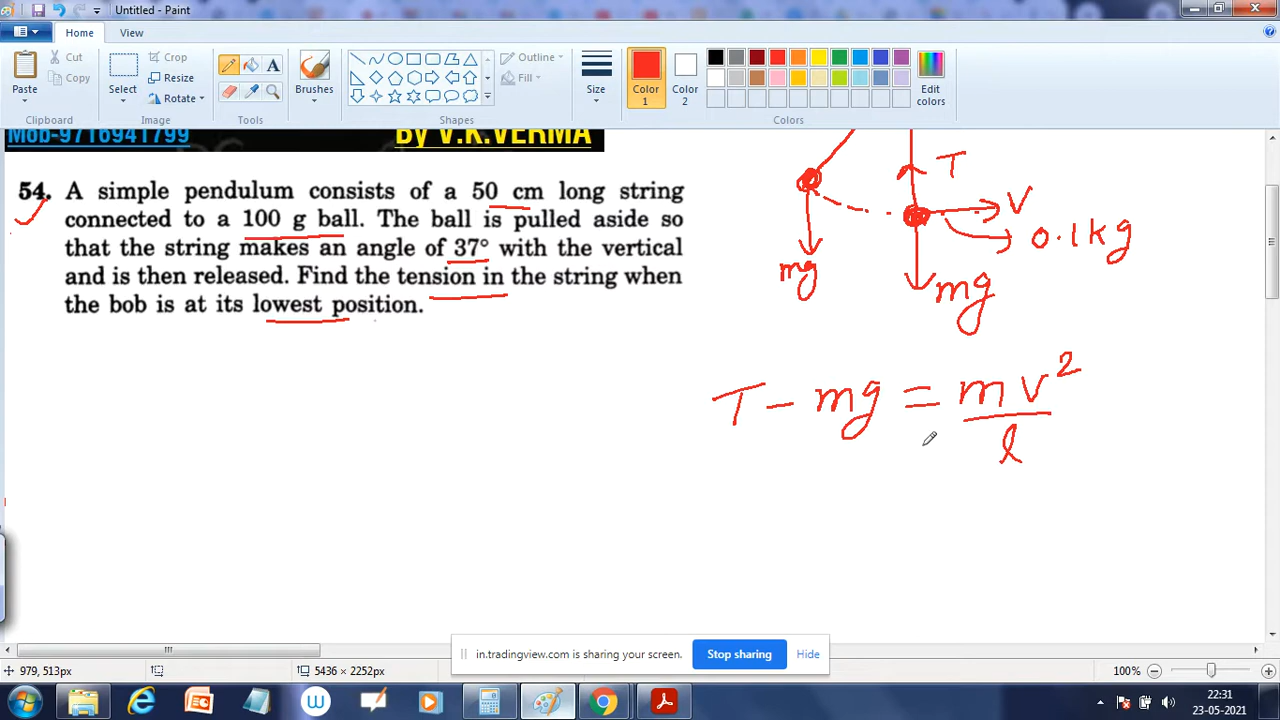 Untitled - Paint
Home View
Cut
Copy
Paste
Clipboard
Select
Crop
Resize
Rotate
Image
Tools
Brushes
Shapes
Outline
Fill
Size
Color 1
Color 2
Edit colors
Colors
Mob-9716941799 By V.K.VERMA
54. A simple pendulum consists of a 50 cm long string
connected to a 100 g ball. The ball is pulled aside so
that the string makes an angle of 37° with the vertical
and is then released. Find the tension in the string when
the bob is at its lowest position.
T
V
0.1kg
mg
mg
T - mg = mv²/l
in.tradingview.com is sharing your screen. Stop sharing Hide
979, 513px 5436 × 2252px 100%
22:31
23-05-2021